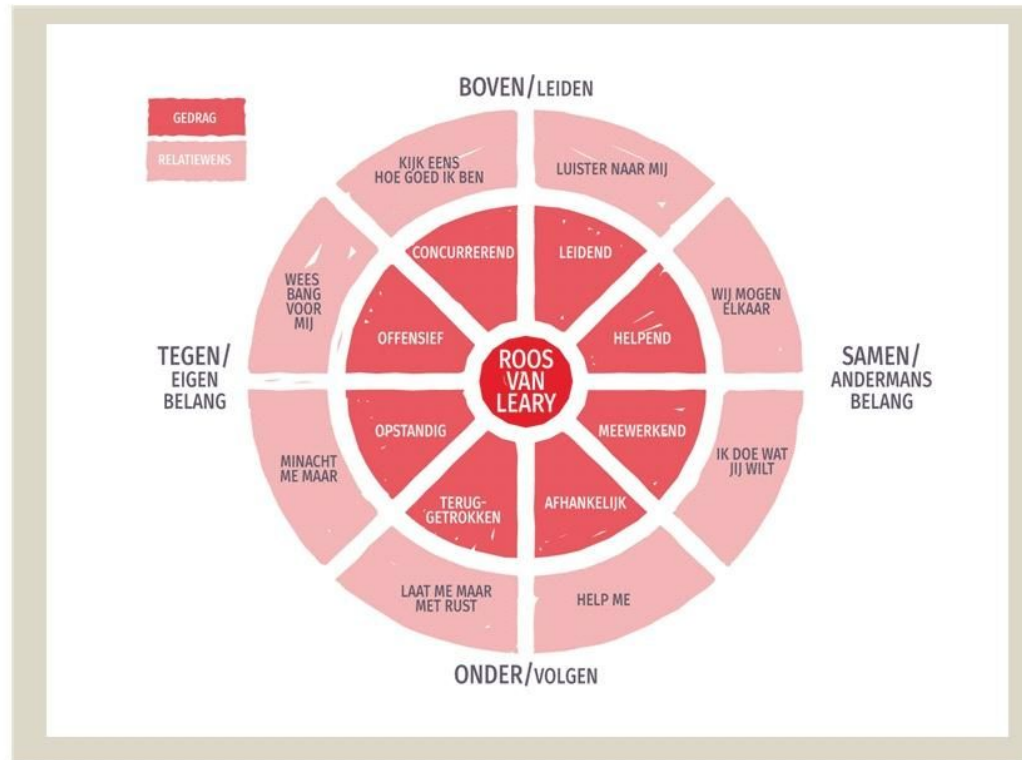 BOVEN/LEIDEN
GEDRAG
RELATIEWENS
KIJK EENS
HOE GOED IK BEN
LUISTER NAAR MIJ
CONCURREREND
LEIDEND
WEES
BANG
VOOR
MIJ
WIJ MOGEN
ELKAAR
OFFENSIEF
HELPEND
TEGEN/
EIGEN
BELANG
ROOS
VAN
LEARY
SAMEN/
ANDERMANS
BELANG
OPSTANDIG
MEEWERKEND
MINACHT
ME MAAR
IK DOE WAT
JIJ WILT
TERUG-
GETROKKEN
AFHANKELIJK
LAAT ME MAAR
MET RUST
HELP ME
ONDER/VOLGEN